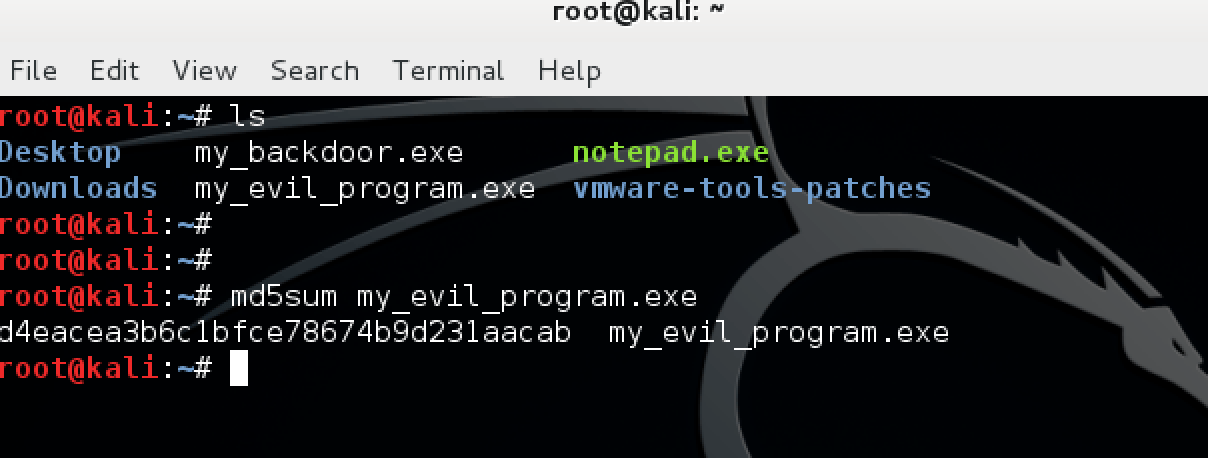 root@kali: ~
File Edit View Search Terminal Help
root@kali:~# ls
Desktop my_backdoor.exe notepad.exe
Downloads my_evil_program.exe vmware-tools-patches
root@kali:~#
root@kali:~#
root@kali:~# md5sum my_evil_program.exe
d4eacea3b6c1bfce78674b9d231aacab my_evil_program.exe
root@kali:~#